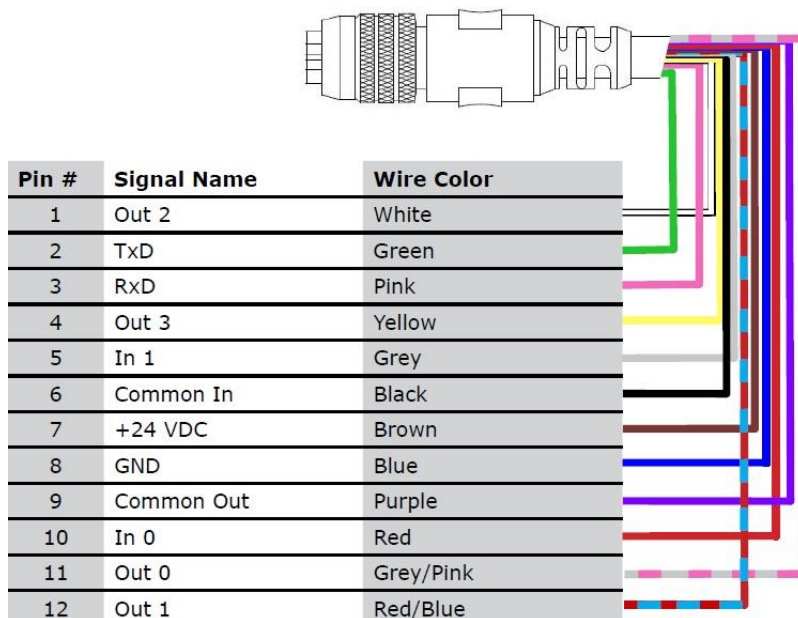 Pin # Signal Name Wire Color
1 Out 2 White
2 TxD Green
3 RxD Pink
4 Out 3 Yellow
5 In 1 Grey
6 Common In Black
7 +24 VDC Brown
8 GND Blue
9 Common Out Purple
10 In 0 Red
11 Out 0 Grey/Pink
12 Out 1 Red/Blue